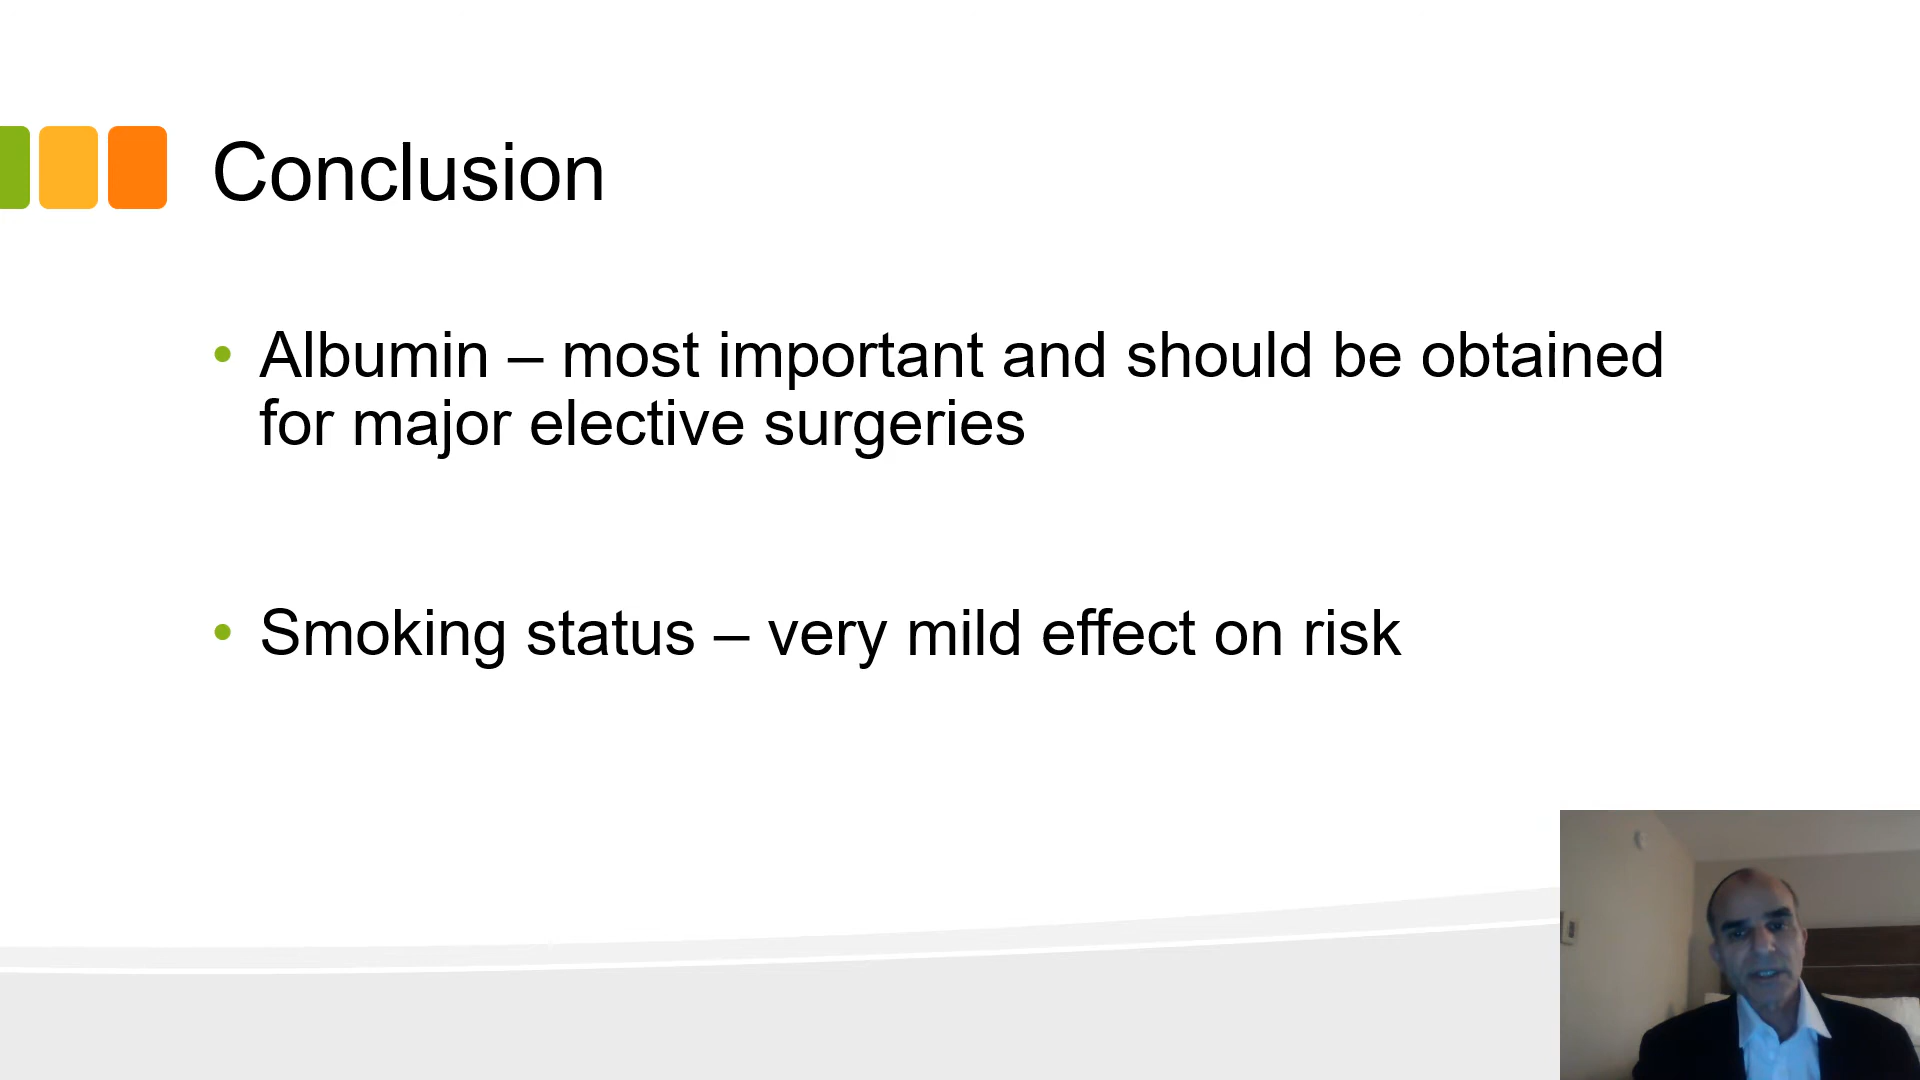 Conclusion
• Albumin – most important and should be obtained
for major elective surgeries
• Smoking status – very mild effect on risk